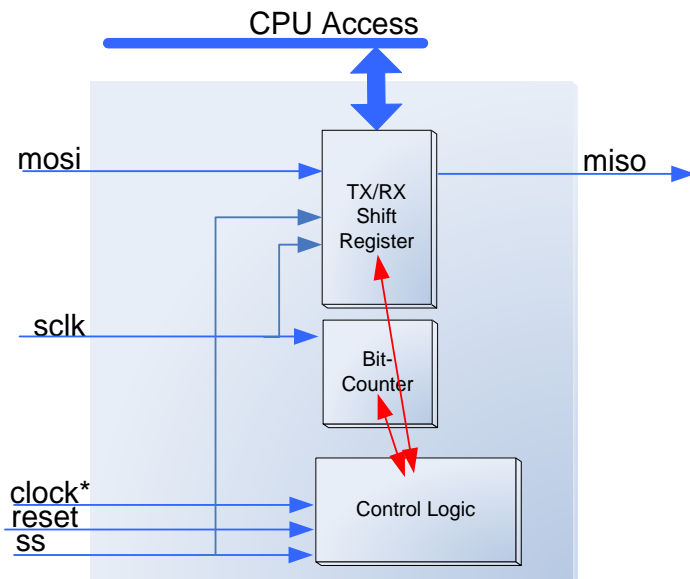 CPU Access
mosi
miso
TX/RX
Shift
Register
sclk
Bit-
Counter
clock*
reset
ss
Control Logic